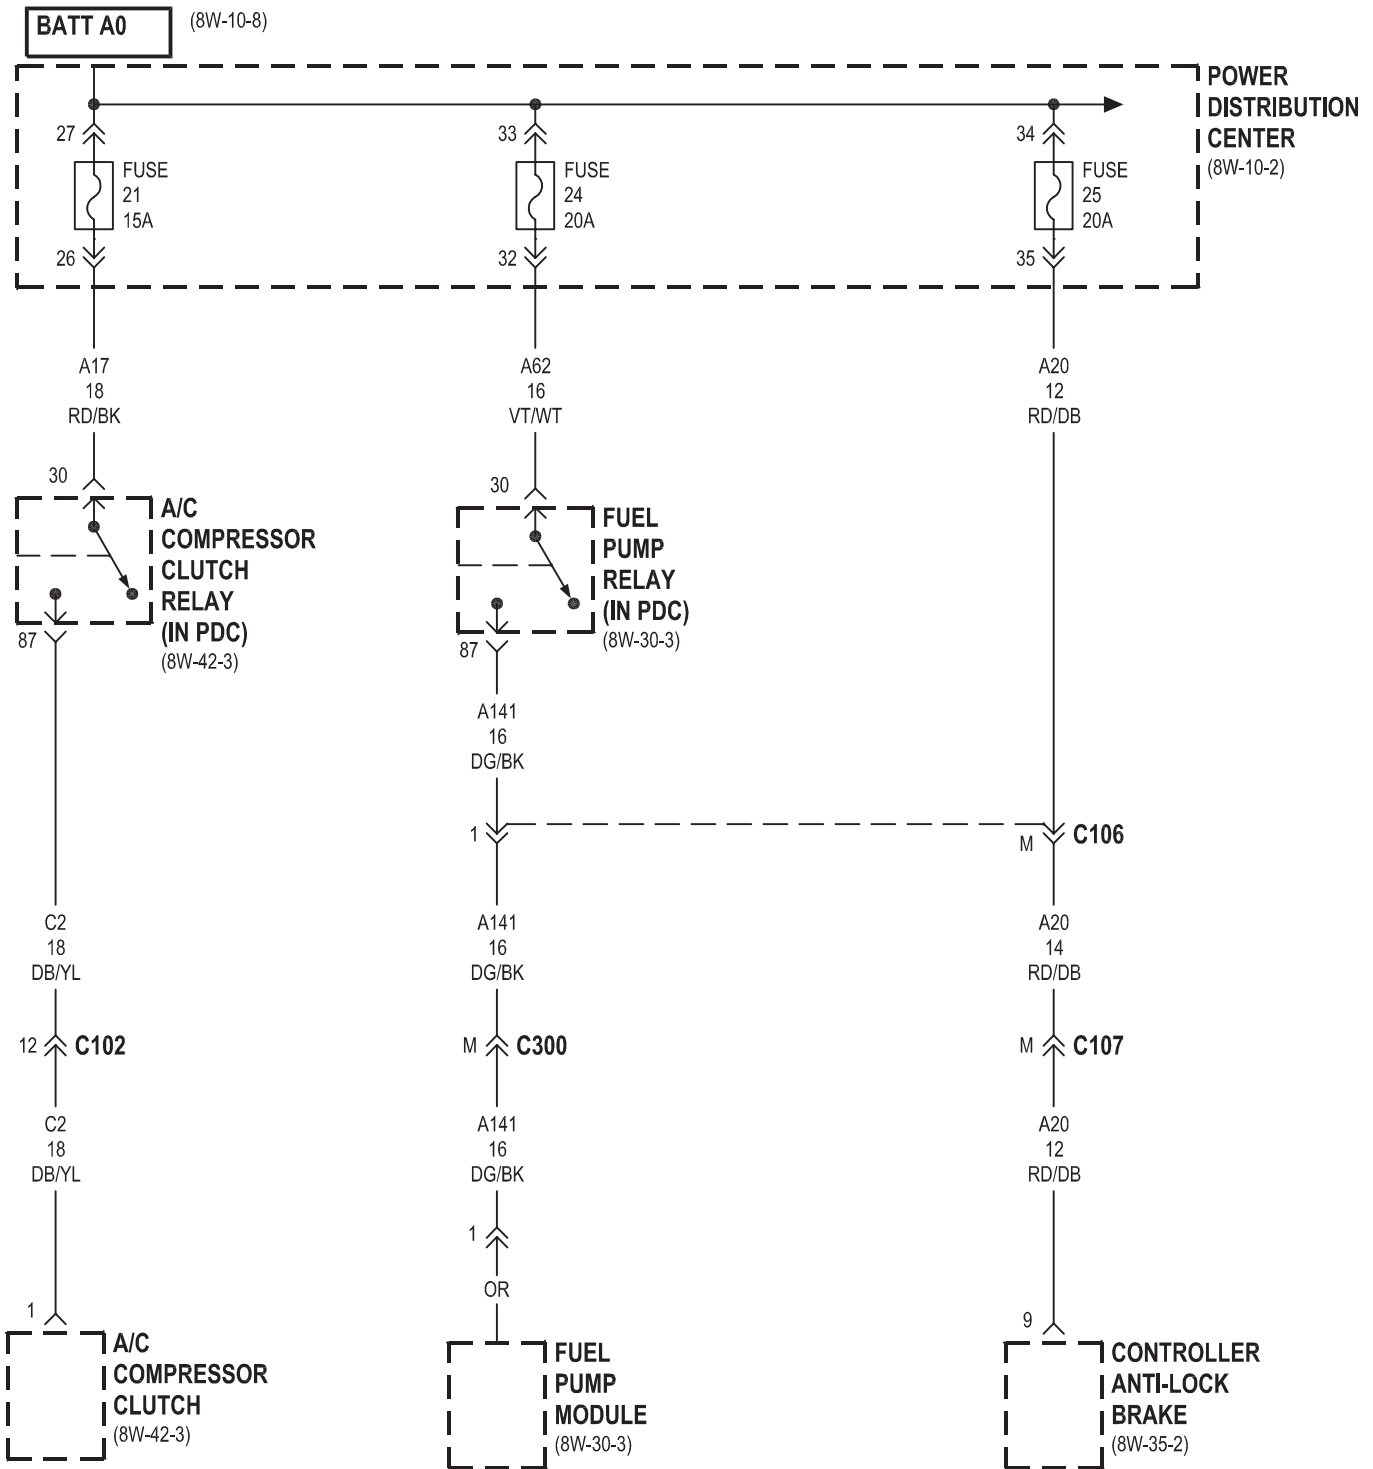 BATT A0
(8W-10-8)
POWER
DISTRIBUTION
CENTER
(8W-10-2)
27
FUSE
21
15A
26
33
FUSE
24
20A
32
34
FUSE
25
20A
35
A17
18
RD/BK
A62
16
VT/WT
A20
12
RD/DB
30
A/C
COMPRESSOR
CLUTCH
RELAY
(IN PDC)
(8W-42-3)
87
30
FUEL
PUMP
RELAY
(IN PDC)
(8W-30-3)
87
A141
16
DG/BK
1
M
C106
C2
18
DB/YL
A141
16
DG/BK
A20
14
RD/DB
12
C102
M
C300
M
C107
C2
18
DB/YL
A141
16
DG/BK
A20
12
RD/DB
1
OR
1
A/C
COMPRESSOR
CLUTCH
(8W-42-3)
FUEL
PUMP
MODULE
(8W-30-3)
9
CONTROLLER
ANTI-LOCK
BRAKE
(8W-35-2)